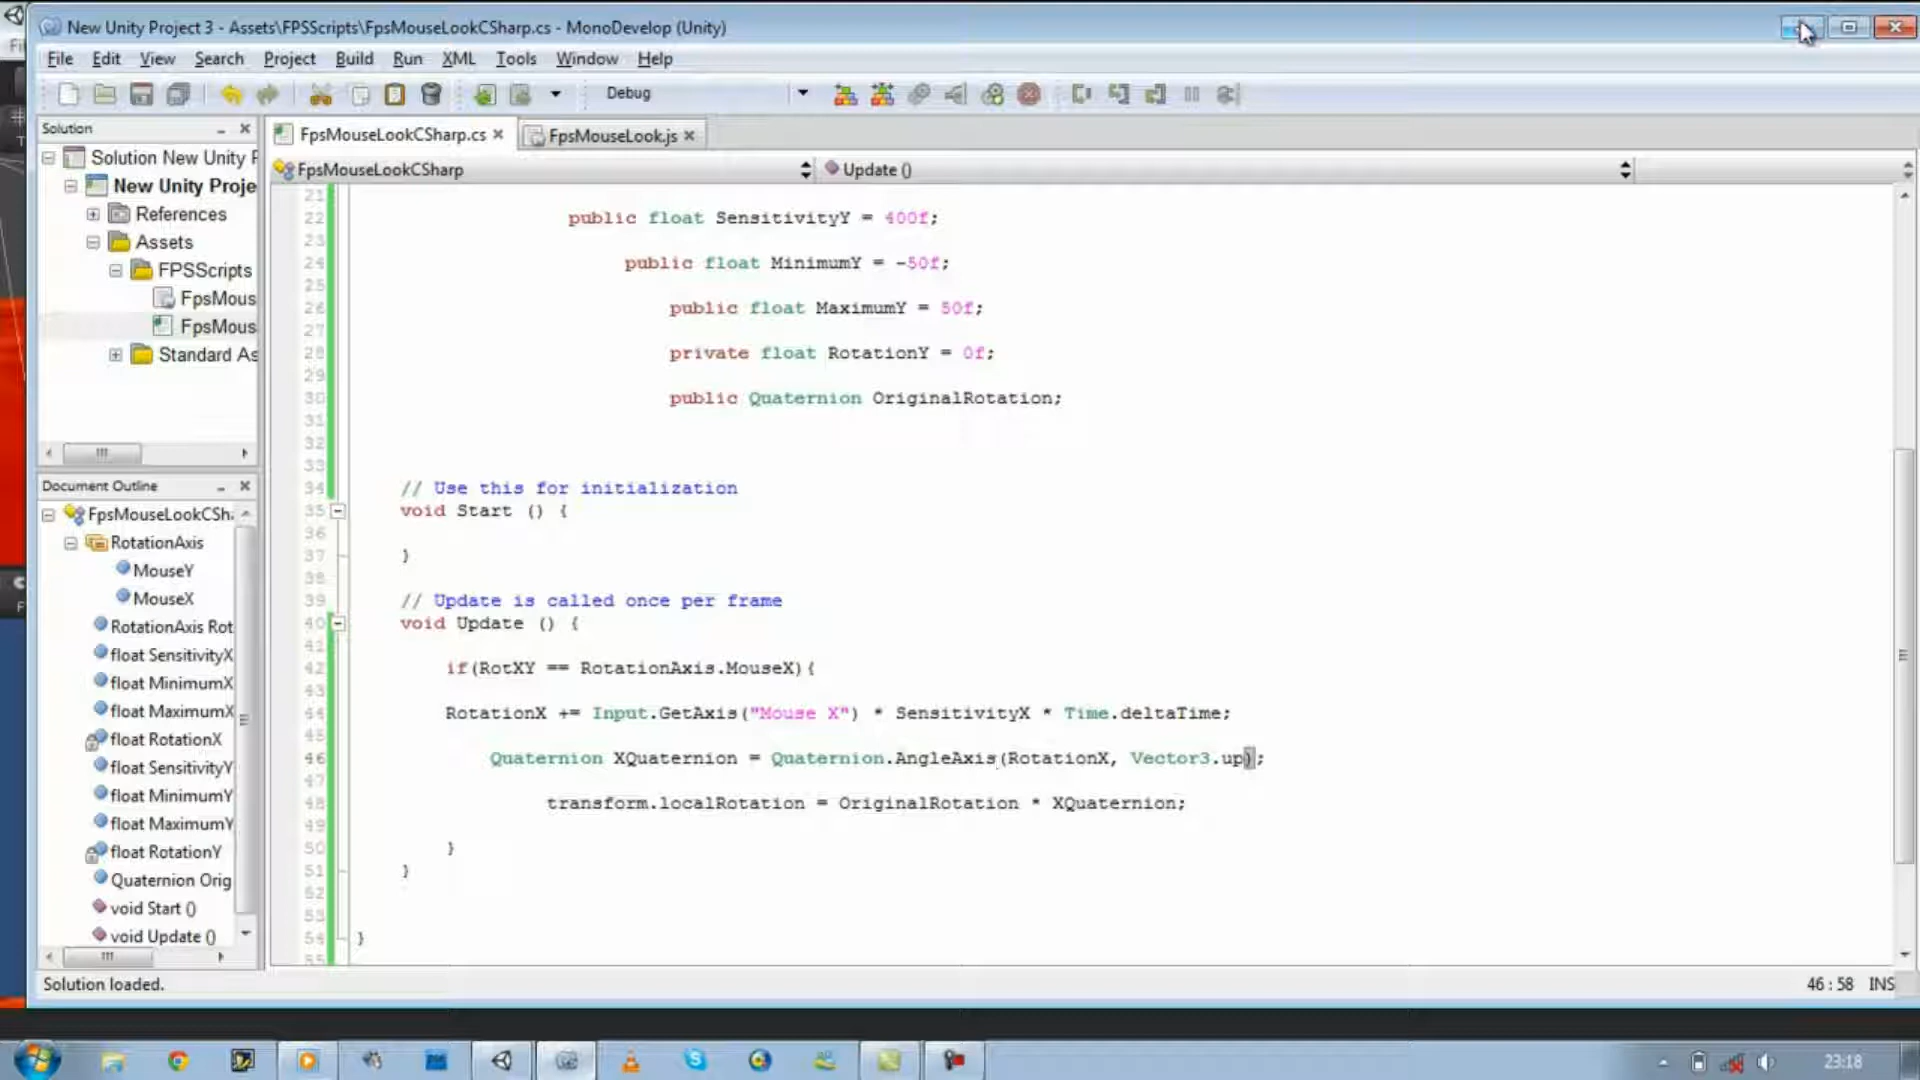 New Unity Project 3 - Assets\FPSScripts\FpsMouseLookCSharp.cs - MonoDevelop (Unity)
File Edit View Search Project Build Run XML Tools Window Help
Debug
Solution
FpsMouseLookCSharp.cs
FpsMouseLook.js
FpsMouseLookCSharp
Update ()
Solution New Unity P
New Unity Proje
References
Assets
FPSScripts
FpsMous
FpsMous
Standard As
Document Outline
FpsMouseLookCSh
RotationAxis
MouseY
MouseX
RotationAxis Rot
float SensitivityX
float MinimumX
float MaximumX
float RotationX
float SensitivityY
float MinimumY
float MaximumY
float RotationY
Quaternion Orig
void Start ()
void Update ()
21
22 public float SensitivityY = 400f;
23
24 public float MinimumY = -50f;
25
26 public float MaximumY = 50f;
27
28 private float RotationY = 0f;
29
30 public Quaternion OriginalRotation;
31
32
33
34 // Use this for initialization
35 void Start () {
36
37 }
38
39 // Update is called once per frame
40 void Update () {
41
42 if(RotXY == RotationAxis.MouseX){
43
44 RotationX += Input.GetAxis("Mouse X") * SensitivityX * Time.deltaTime;
45
46 Quaternion XQuaternion = Quaternion.AngleAxis(RotationX, Vector3.up);
47
48 transform.localRotation = OriginalRotation * XQuaternion;
49
50 }
51 }
52
53
54 }
55
Solution loaded.
46 : 58 INS
23:18